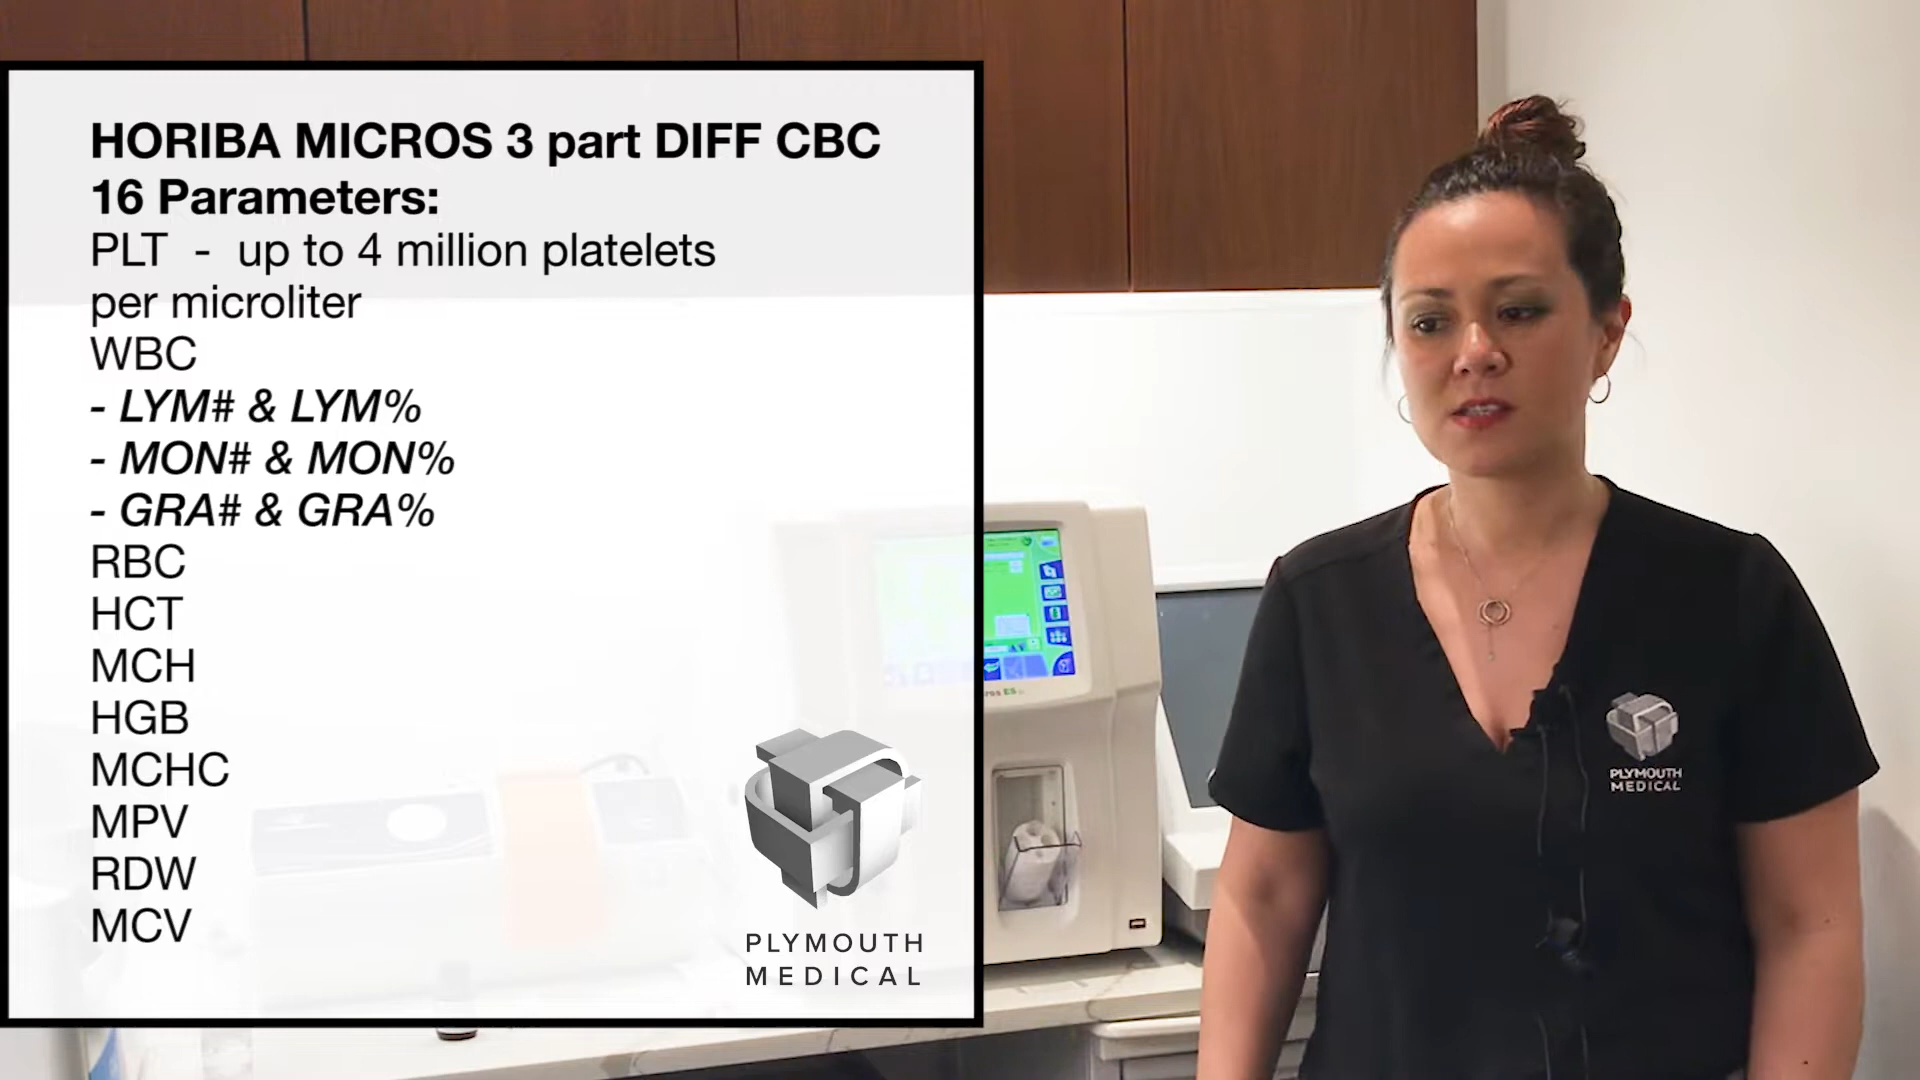 HORIBA MICROS 3 part DIFF CBC
16 Parameters:
PLT - up to 4 million platelets
per microliter
WBC
- LYM# & LYM%
- MON# & MON%
- GRA# & GRA%
RBC
HCT
MCH
HGB
MCHC
MPV
RDW
MCV
PLYMOUTH
MEDICAL
PLYMOUTH
MEDICAL